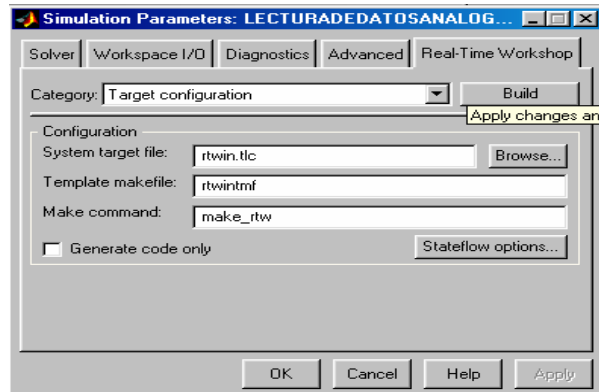 Simulation Parameters: LECTURADEDATOSANALOG...
Solver Workspace I/O Diagnostics Advanced Real-Time Workshop
Category: Target configuration Build
Apply changes an
Configuration
System target file: rtwin.tlc Browse...
Template makefile: rtwintmf
Make command: make_rtw
Generate code only Stateflow options...
OK Cancel Help Apply